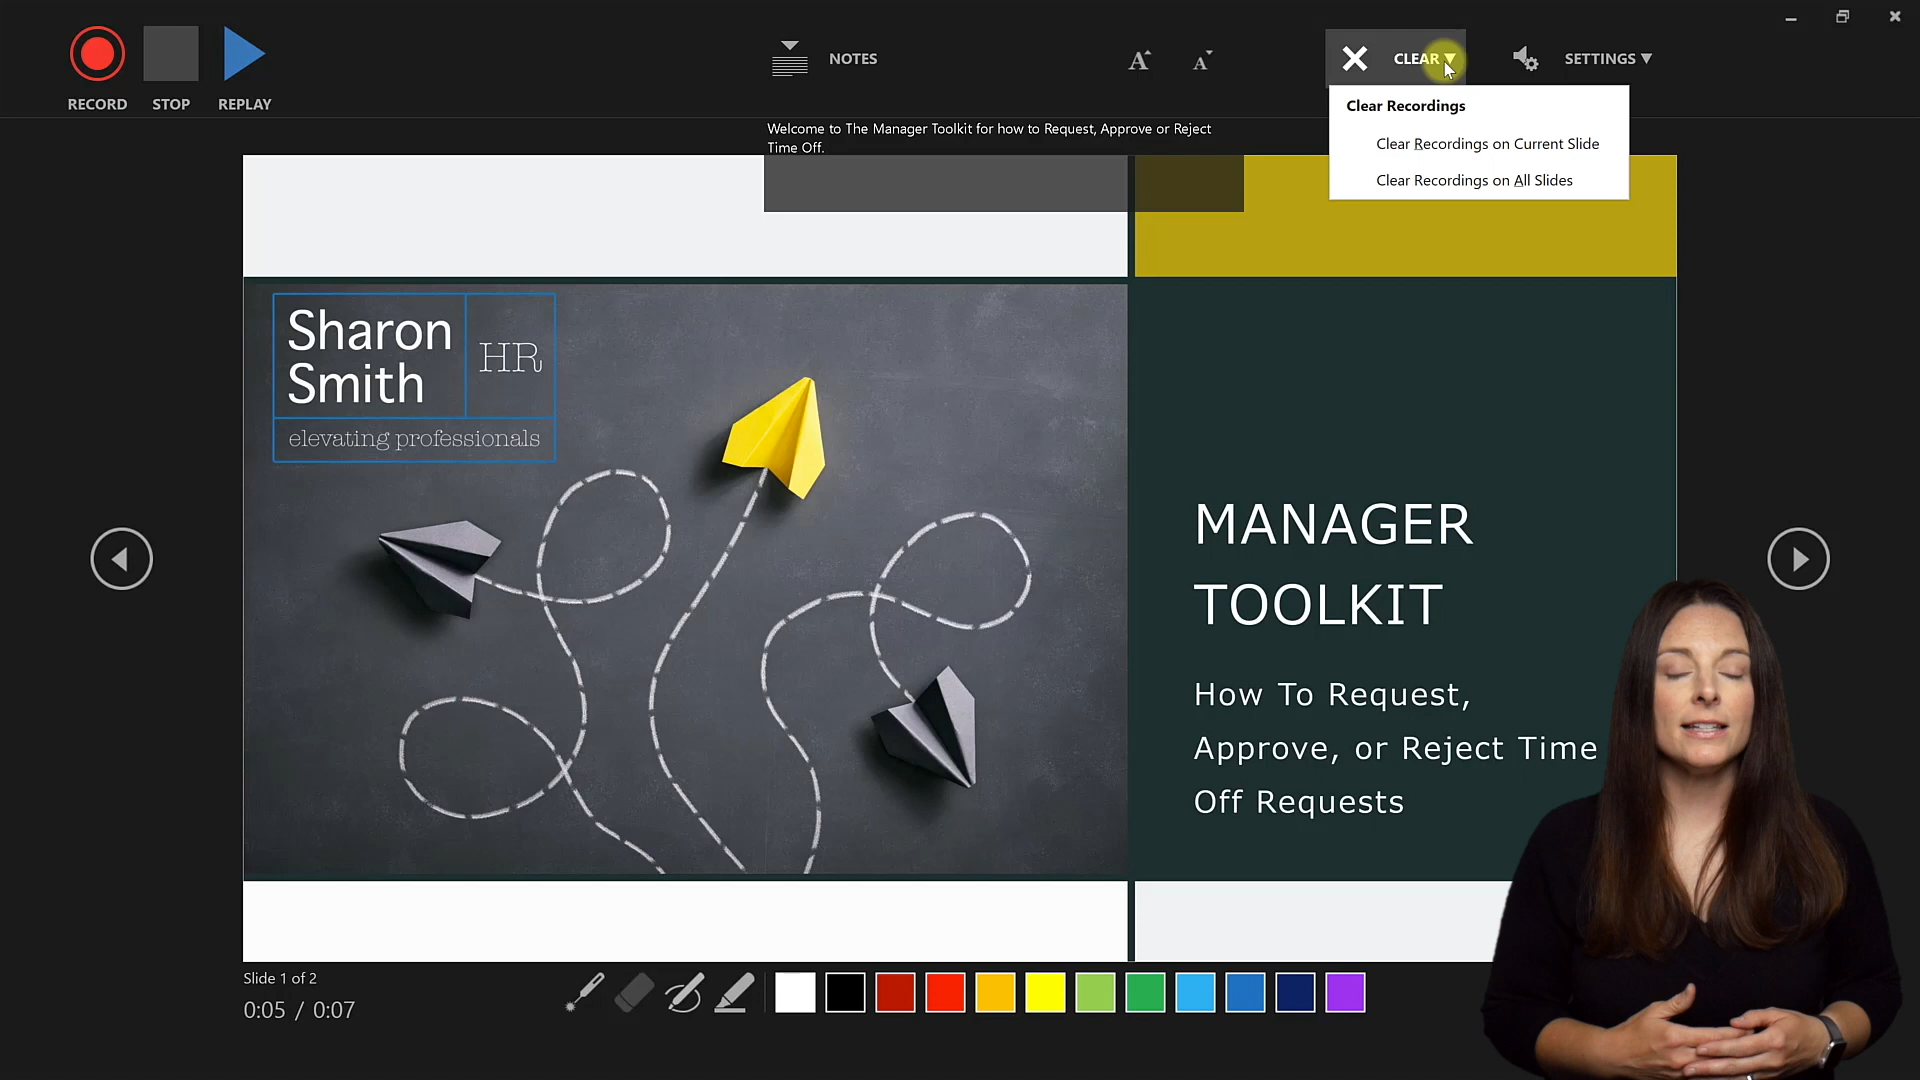 RECORD
STOP
REPLAY
NOTES
A
A
CLEAR
SETTINGS
Clear Recordings
Clear Recordings on Current Slide
Clear Recordings on All Slides
Welcome to The Manager Toolkit for how to Request, Approve or Reject
Time Off.
Sharon
Smith
HR
elevating professionals
MANAGER
TOOLKIT
How To Request,
Approve, or Reject Time
Off Requests
Slide 1 of 2
0:05 / 0:07